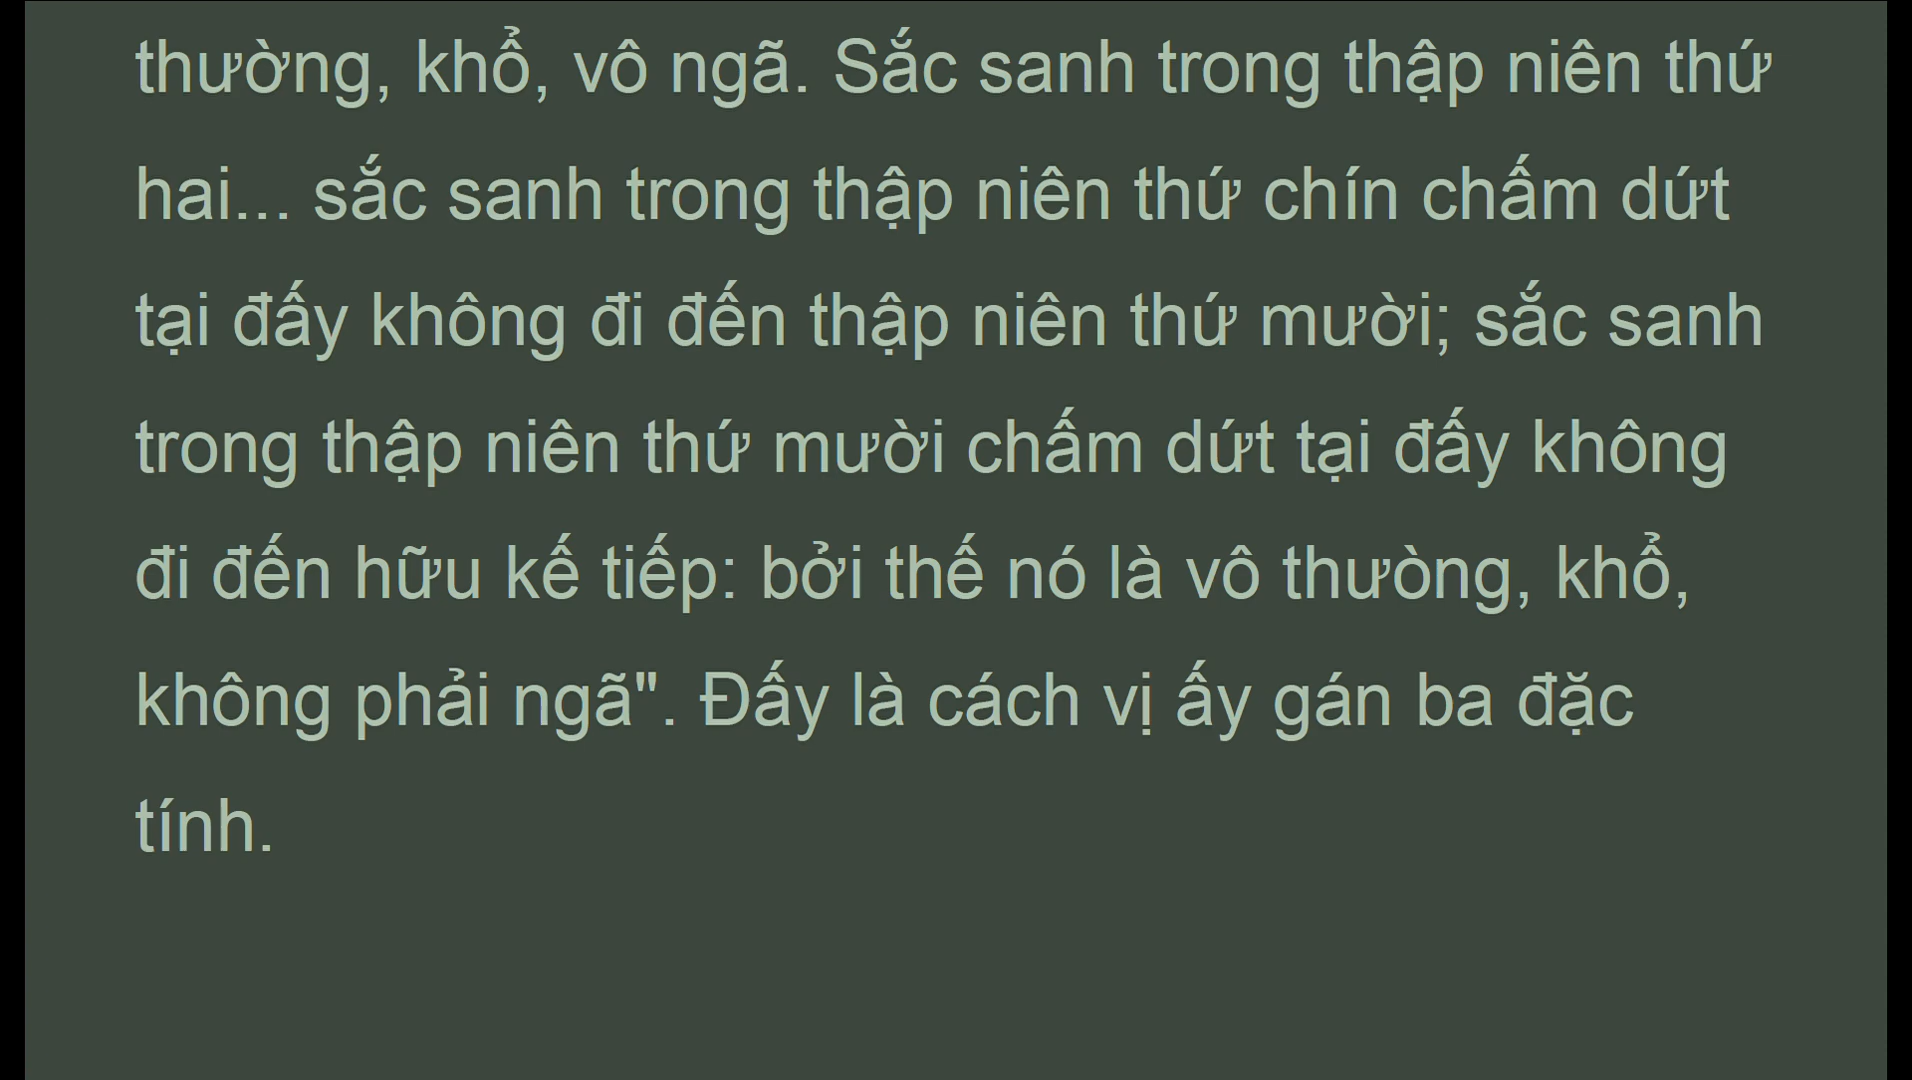 thường, khổ, vô ngã. Sắc sanh trong thập niên thứ
hai... sắc sanh trong thập niên thứ chín chấm dứt
tại đấy không đi đến thập niên thứ mười; sắc sanh
trong thập niên thứ mười chấm dứt tại đấy không
đi đến hữu kế tiếp: bởi thế nó là vô thưòng, khổ,
không phải ngã". Đấy là cách vị ấy gán ba đặc
tính.